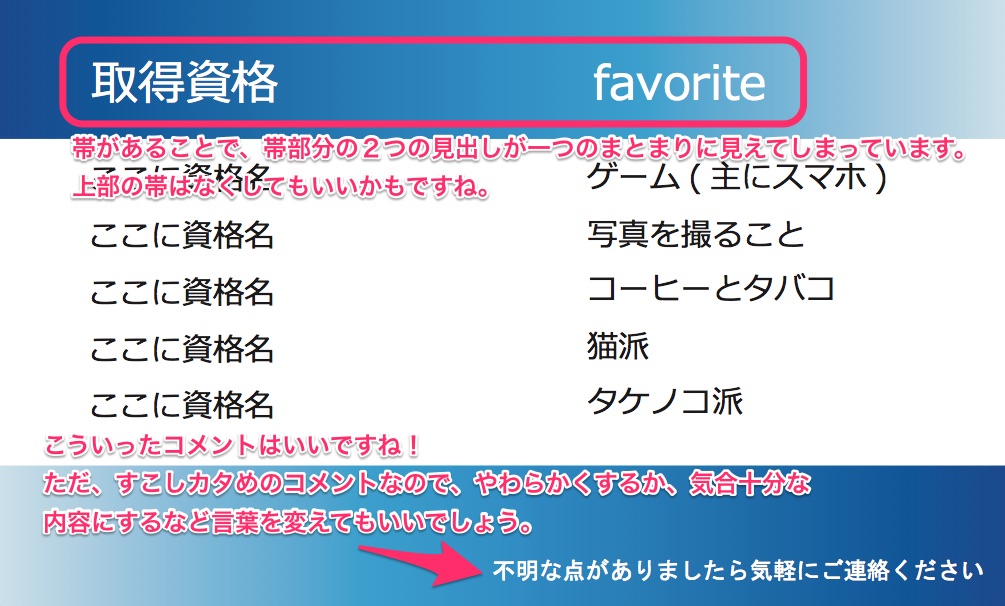 取得資格
favorite
帯があることで、帯部分の２つの見出しが一つのまとまりに見えてしまっています。
上部の帯はなくしてもいいかもですね。
ここに資格名
ゲーム(主にスマホ)
ここに資格名
写真を撮ること
ここに資格名
コーヒーとタバコ
ここに資格名
猫派
ここに資格名
タケノコ派
こういったコメントはいいですね！
ただ、すこしカタめのコメントなので、やわらかくするか、気合十分な
内容にするなど言葉を変えてもいいでしょう。
不明な点がありましたら気軽にご連絡ください